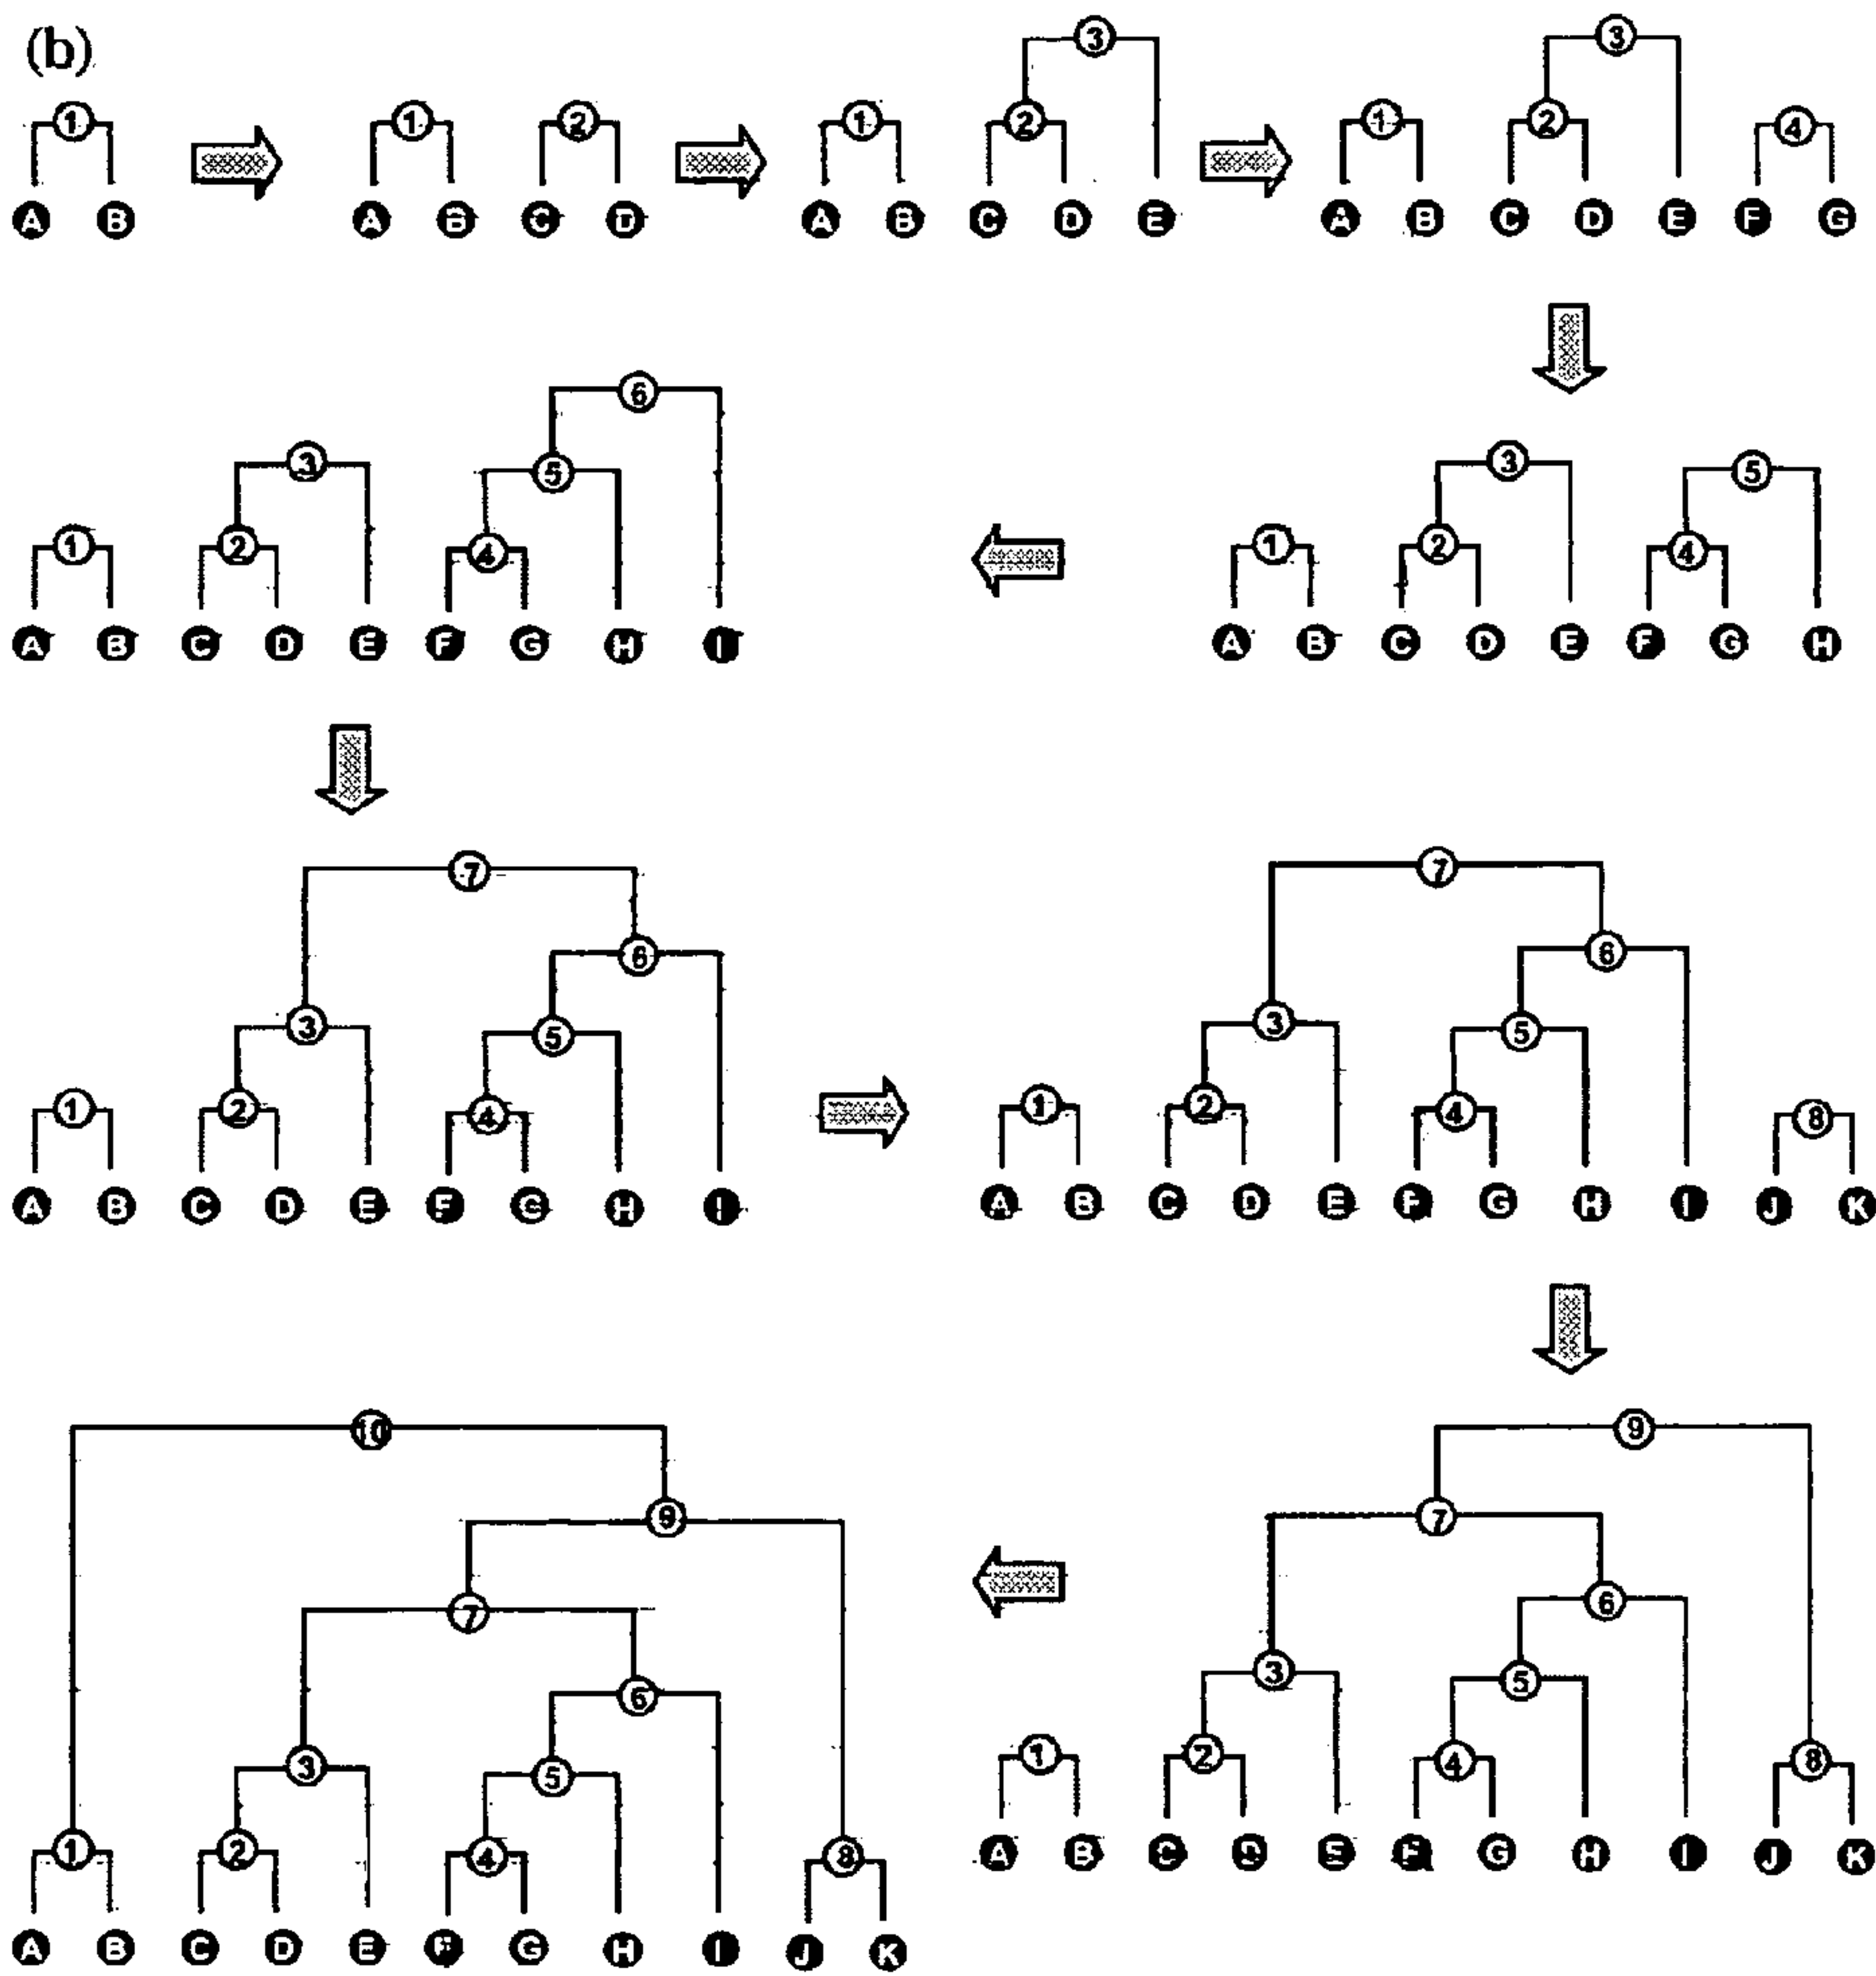 (b)
3 3
1 1 2 1 2 1 2 4
A B A B C D A B C D E A B C D E F G
6
3 5 3 5
1 2 4 1 2 4
A B C D E F G H I A B C D E F G H
7 7
6 6
3 5 3 5
1 2 4 1 2 4 8
A B C D E F G H I A B C D E F G H I J K
10 9
9 7
7 6
6 3 5
3 5 1 2 4 8
1 2 4 8 A B C D E F G H I J K
A B C D E F G H I J K